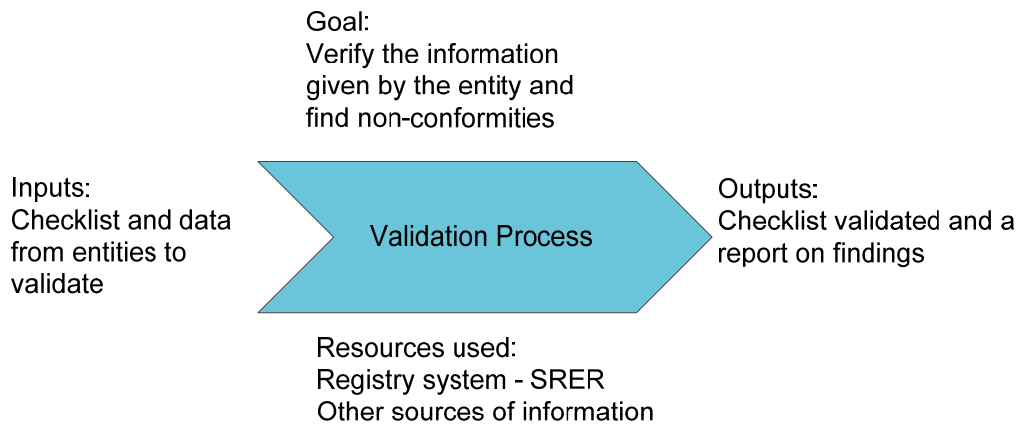 Goal:
Verify the information
given by the entity and
find non-conformities
Inputs:
Checklist and data
from entities to
validate
Validation Process
Outputs:
Checklist validated and a
report on findings
Resources used:
Registry system - SRER
Other sources of information